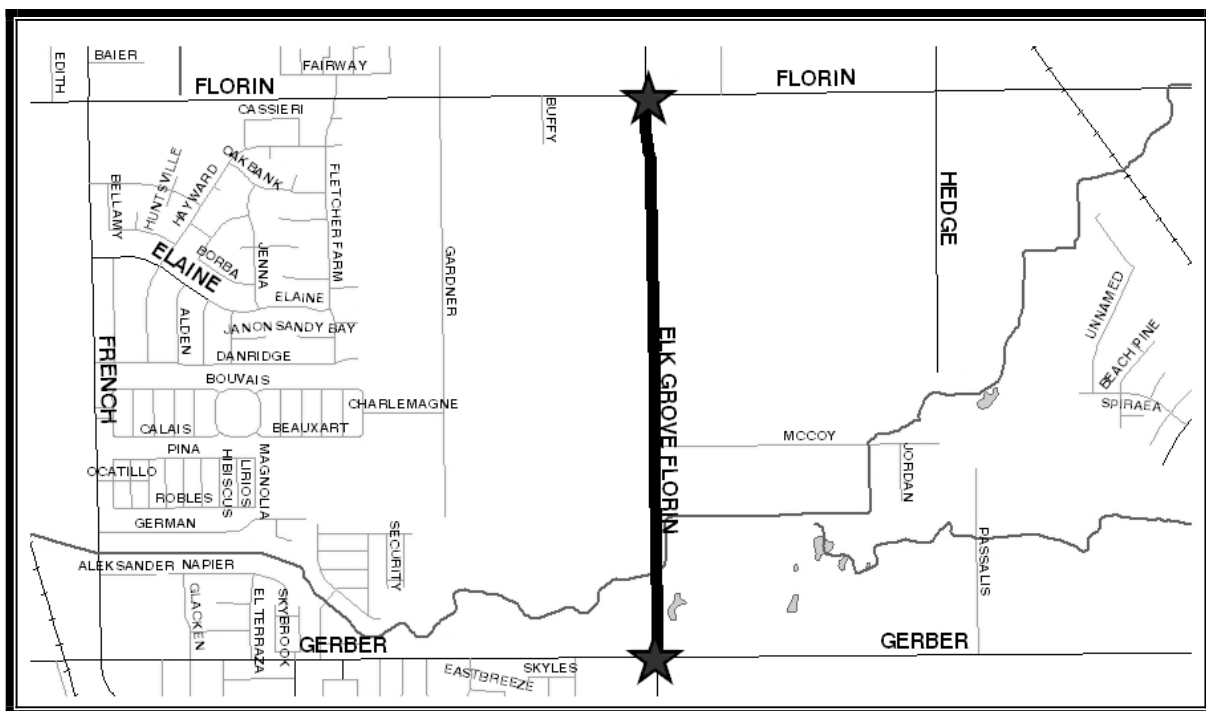 EDITH
BAIER
FAIRWAY
FLORIN
FLORIN
CASSIERI
BUFFY
OAKBANK
HUNTSVILLE
HAYWARD
FLETCHER FARM
BELLAMY
HEDGE
ELAINE
BORBA
JENNA
GARDNER
UNNAMED
ELAINE
ALDEN
JANON SANDY BAY
FRENCH
DANRIDGE
ELK GROVE FLORIN
BEACH PINE
BOUVAIS
CHARLEMAGNE
SPIRAEA
CALAIS
BEAUXART
MCCOY
PINA
OCATILLO
HIBISCUS
LIRIOS
MAGNOLIA
JORDAN
ROBLES
GERMAN
SECURITY
PASSALIS
ALEKSANDER NAPIER
GLACKEN
EL TERRAZA
SKYBROOK
GERBER
GERBER
EASTBREEZE
SKYLES